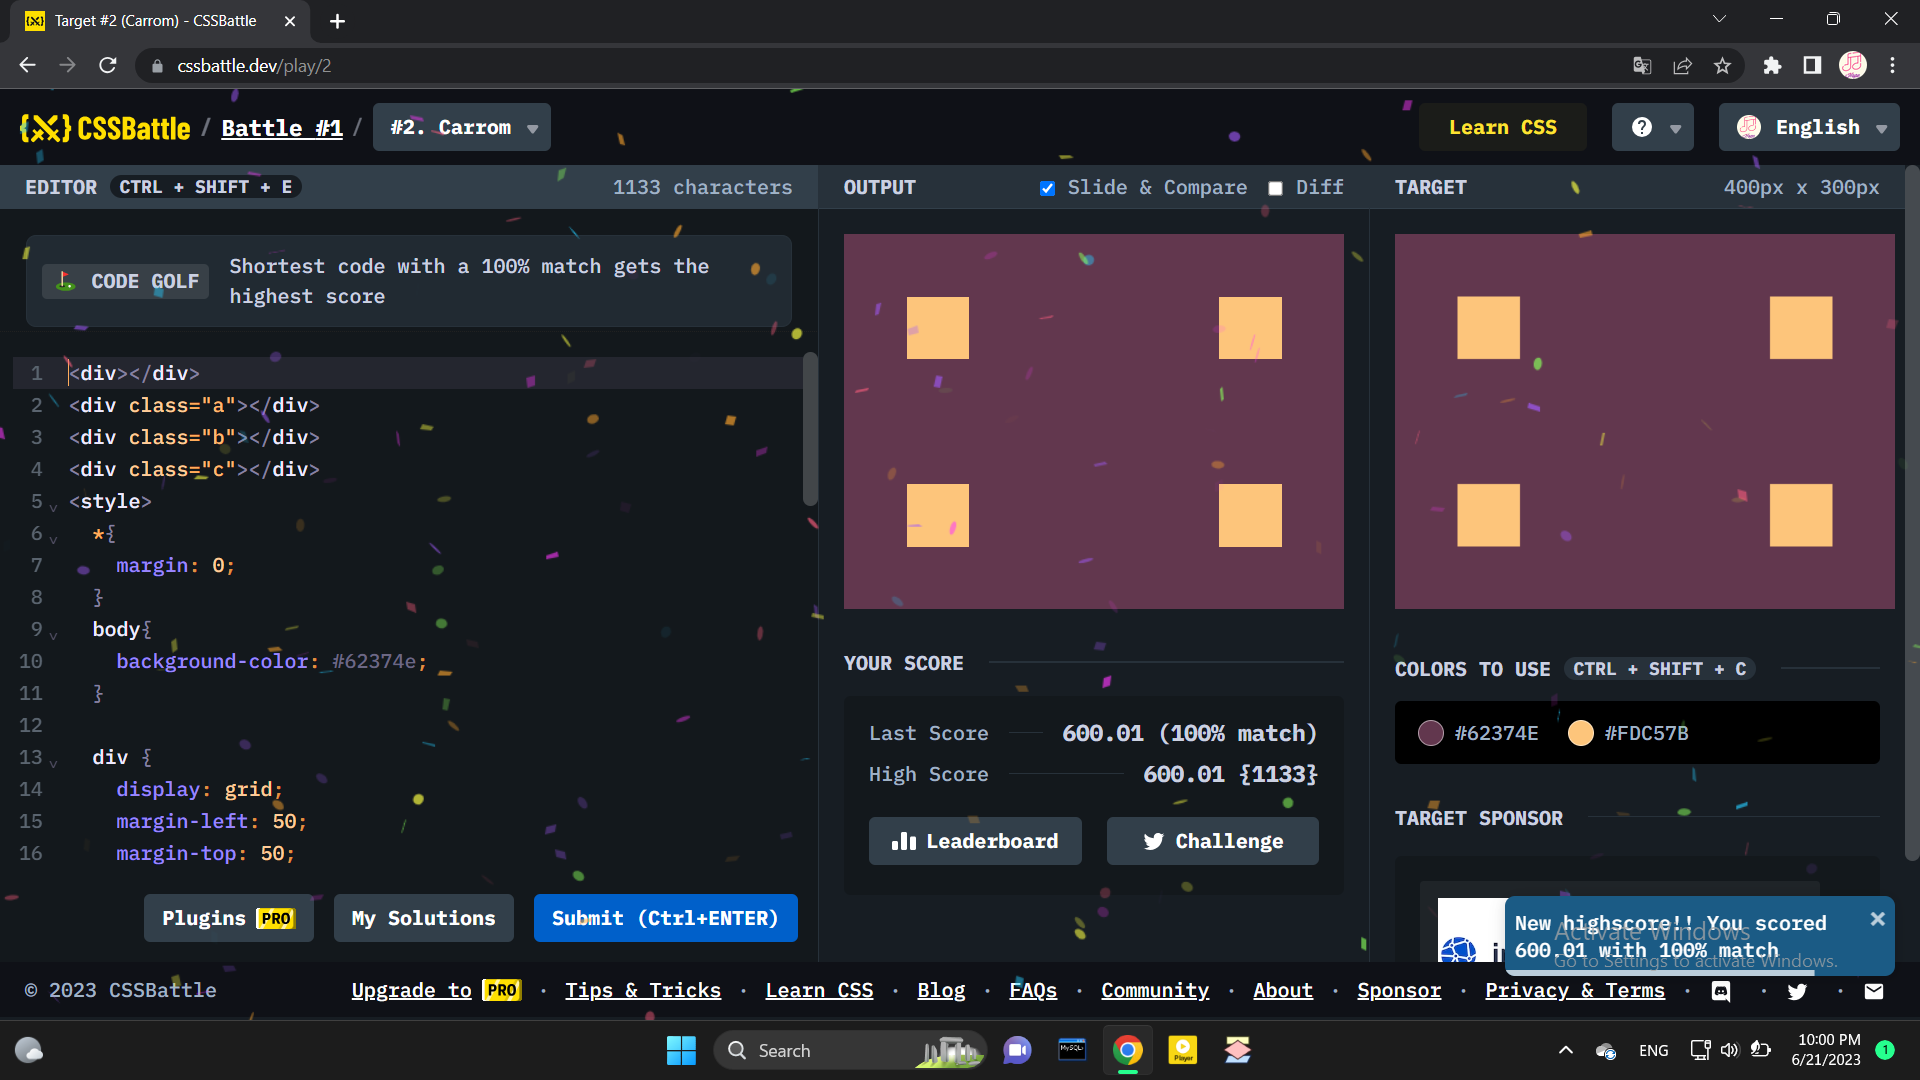 Target #2 (Carrom) - CSSBattle
cssbattle.dev/play/2
CSSBattle / Battle #1 / #2. Carrom
Learn CSS
English
EDITOR CTRL + SHIFT + E 1133 characters
CODE GOLF
Shortest code with a 100% match gets the
highest score
1 <div></div>
2 <div class="a"></div>
3 <div class="b"></div>
4 <div class="c"></div>
5 <style>
6 *{
7 margin: 0;
8 }
9 body{
10 background-color: #62374e;
11 }
12
13 div {
14 display: grid;
15 margin-left: 50;
16 margin-top: 50;
Plugins PRO
My Solutions
Submit (Ctrl+ENTER)
OUTPUT Slide & Compare Diff
YOUR SCORE
Last Score 600.01 (100% match)
High Score 600.01 {1133}
Leaderboard
Challenge
TARGET 400px x 300px
COLORS TO USE CTRL + SHIFT + C
#62374E #FDC57B
TARGET SPONSOR
New highscore!! You scored
600.01 with 100% match
Activate Windows
Go to Settings to activate Windows.
© 2023 CSSBattle
Upgrade to PRO · Tips & Tricks · Learn CSS · Blog · FAQs · Community · About · Sponsor · Privacy & Terms
Search
MySQL
Player
ENG
10:00 PM
6/21/2023
1